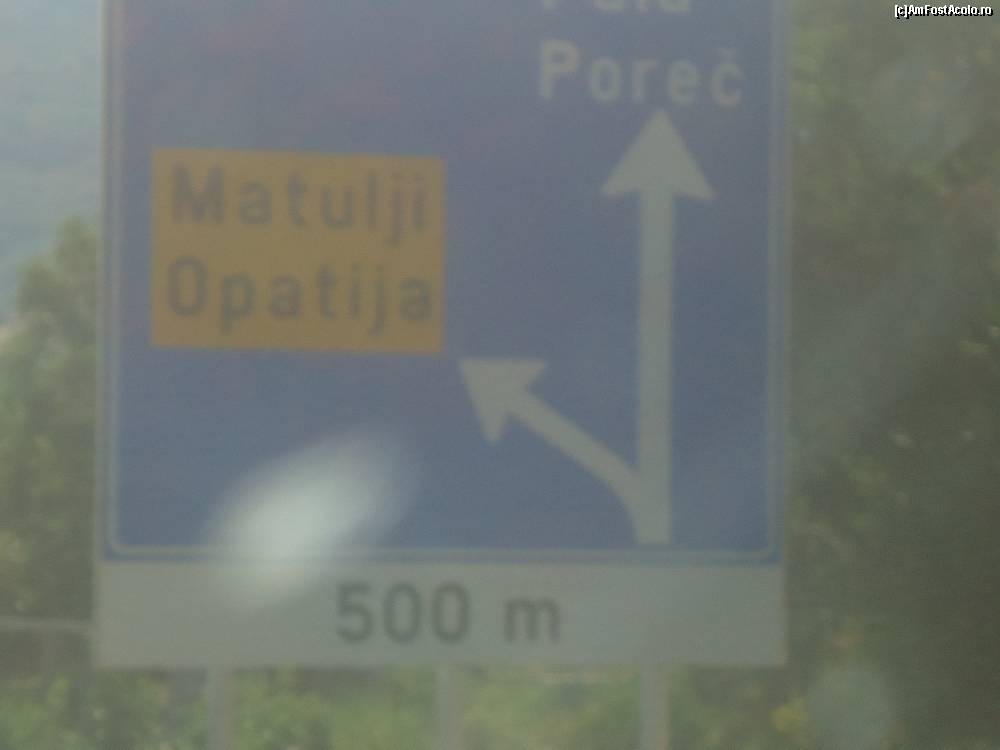 [c]AmFostAcolo.ro
Poreč
Matulji
Opatija
500 m